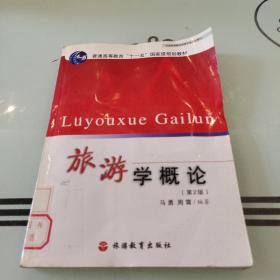 普通高等教育“十一五”国家级规划教材
Luyouxue Gailun
旅游学概论
（第2版）
马勇 周霄/编著
旅游教育出版社